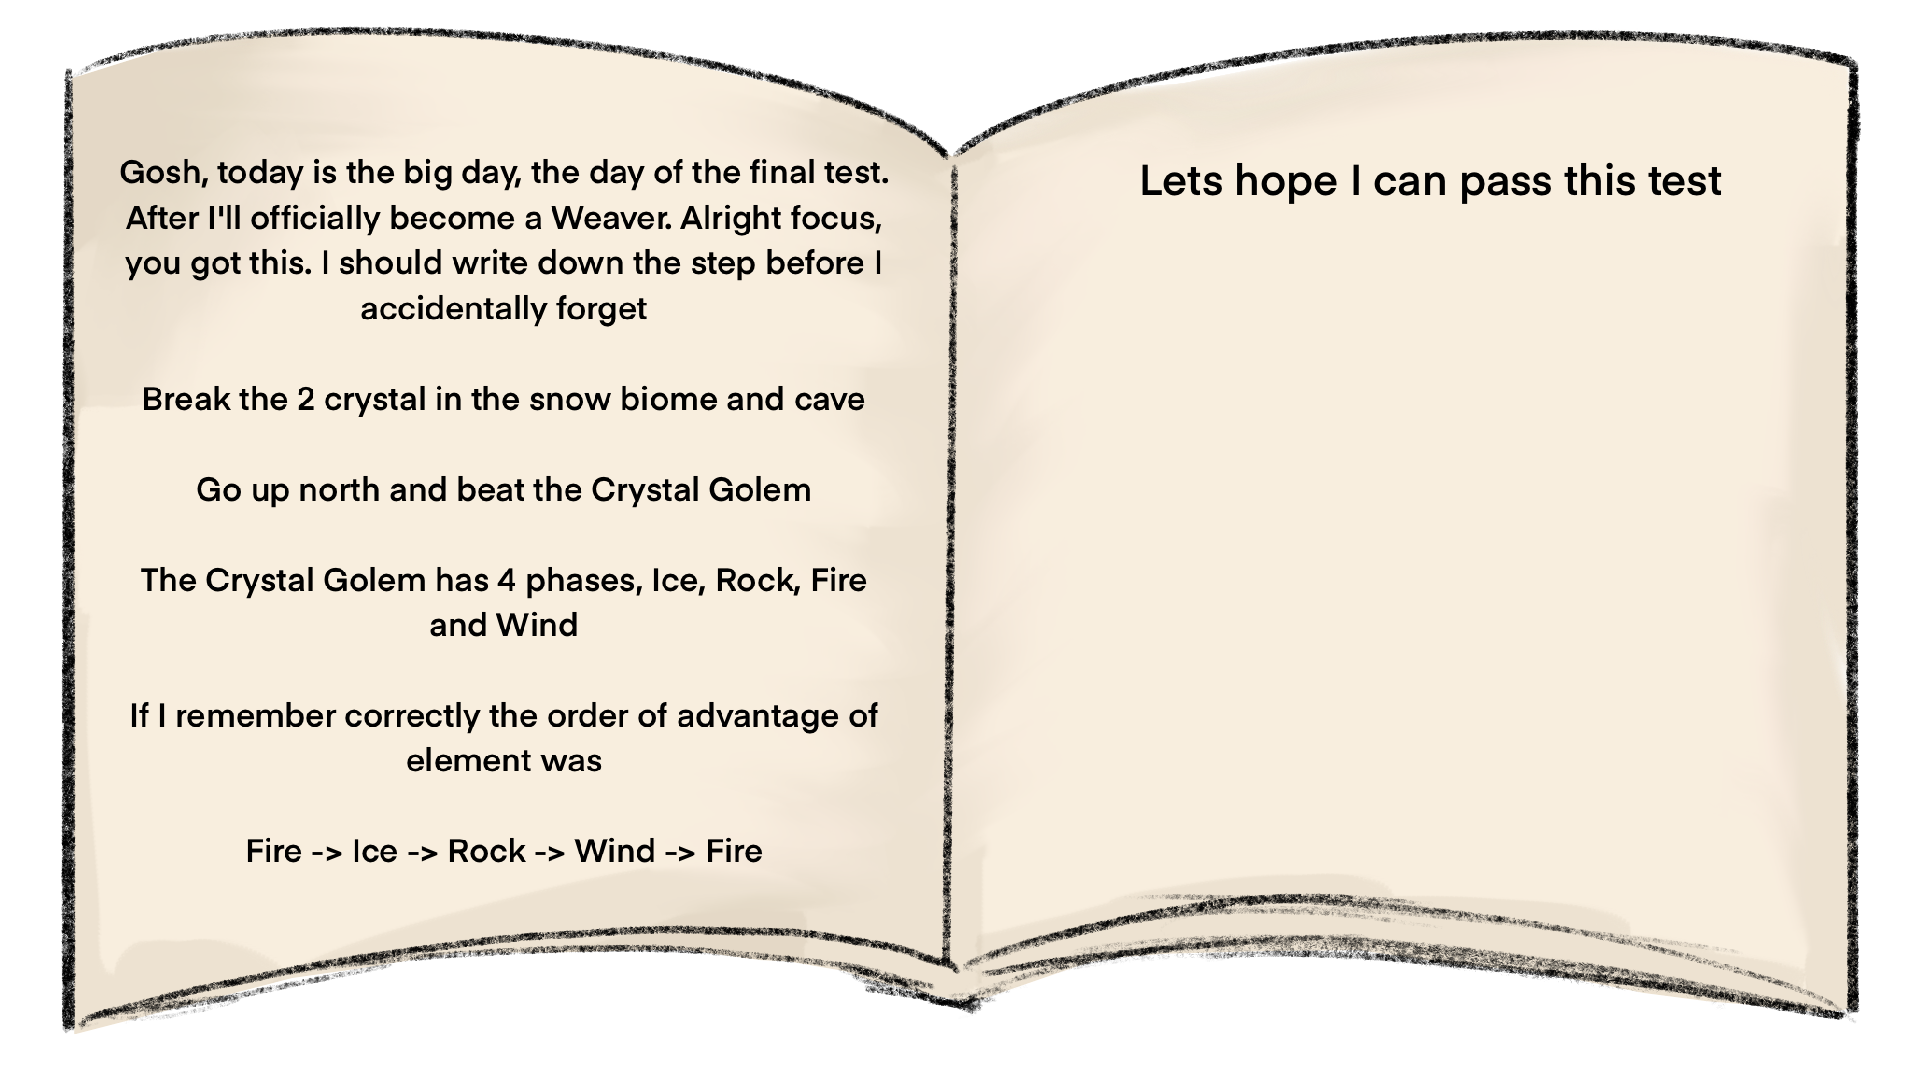 Gosh, today is the big day, the day of the final test.
After I'll officially become a Weaver. Alright focus,
you got this. I should write down the step before I
accidentally forget
Break the 2 crystal in the snow biome and cave
Go up north and beat the Crystal Golem
The Crystal Golem has 4 phases, Ice, Rock, Fire
and Wind
If I remember correctly the order of advantage of
element was
Fire -> Ice -> Rock -> Wind -> Fire
Lets hope I can pass this test